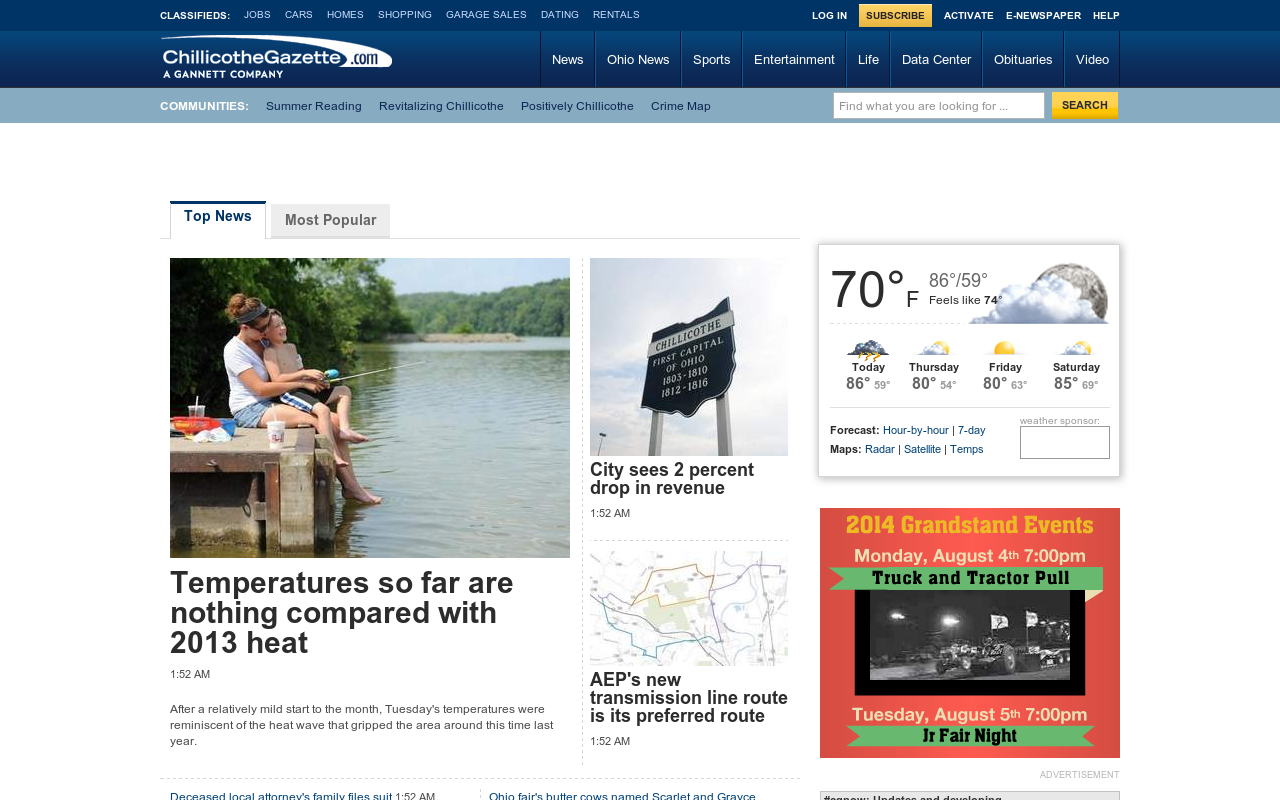 CLASSIFIEDS: JOBS CARS HOMES SHOPPING GARAGE SALES DATING RENTALS
LOG IN SUBSCRIBE ACTIVATE E-NEWSPAPER HELP
ChillicotheGazette.com
A GANNETT COMPANY
News Ohio News Sports Entertainment Life Data Center Obituaries Video
COMMUNITIES: Summer Reading Revitalizing Chillicothe Positively Chillicothe Crime Map
Find what you are looking for ... SEARCH
Top News Most Popular
CHILLICOTHE
FIRST CAPITAL
OF OHIO
1803-1810
1812-1816
Temperatures so far are
nothing compared with
2013 heat
1:52 AM
After a relatively mild start to the month, Tuesday's temperatures were
reminiscent of the heat wave that gripped the area around this time last
year.
City sees 2 percent
drop in revenue
1:52 AM
AEP's new
transmission line route
is its preferred route
1:52 AM
Deceased local attorney's family files suit 1:52 AM
Ohio fair's butter cows named Scarlet and Grayce
70°F
86°/59°
Feels like 74°
Today Thursday Friday Saturday
86° 59° 80° 54° 80° 63° 85° 69°
Forecast: Hour-by-hour | 7-day
Maps: Radar | Satellite | Temps
weather sponsor:
2014 Grandstand Events
Monday, August 4th 7:00pm
Truck and Tractor Pull
Tuesday, August 5th 7:00pm
Jr Fair Night
ADVERTISEMENT
Updates and developing